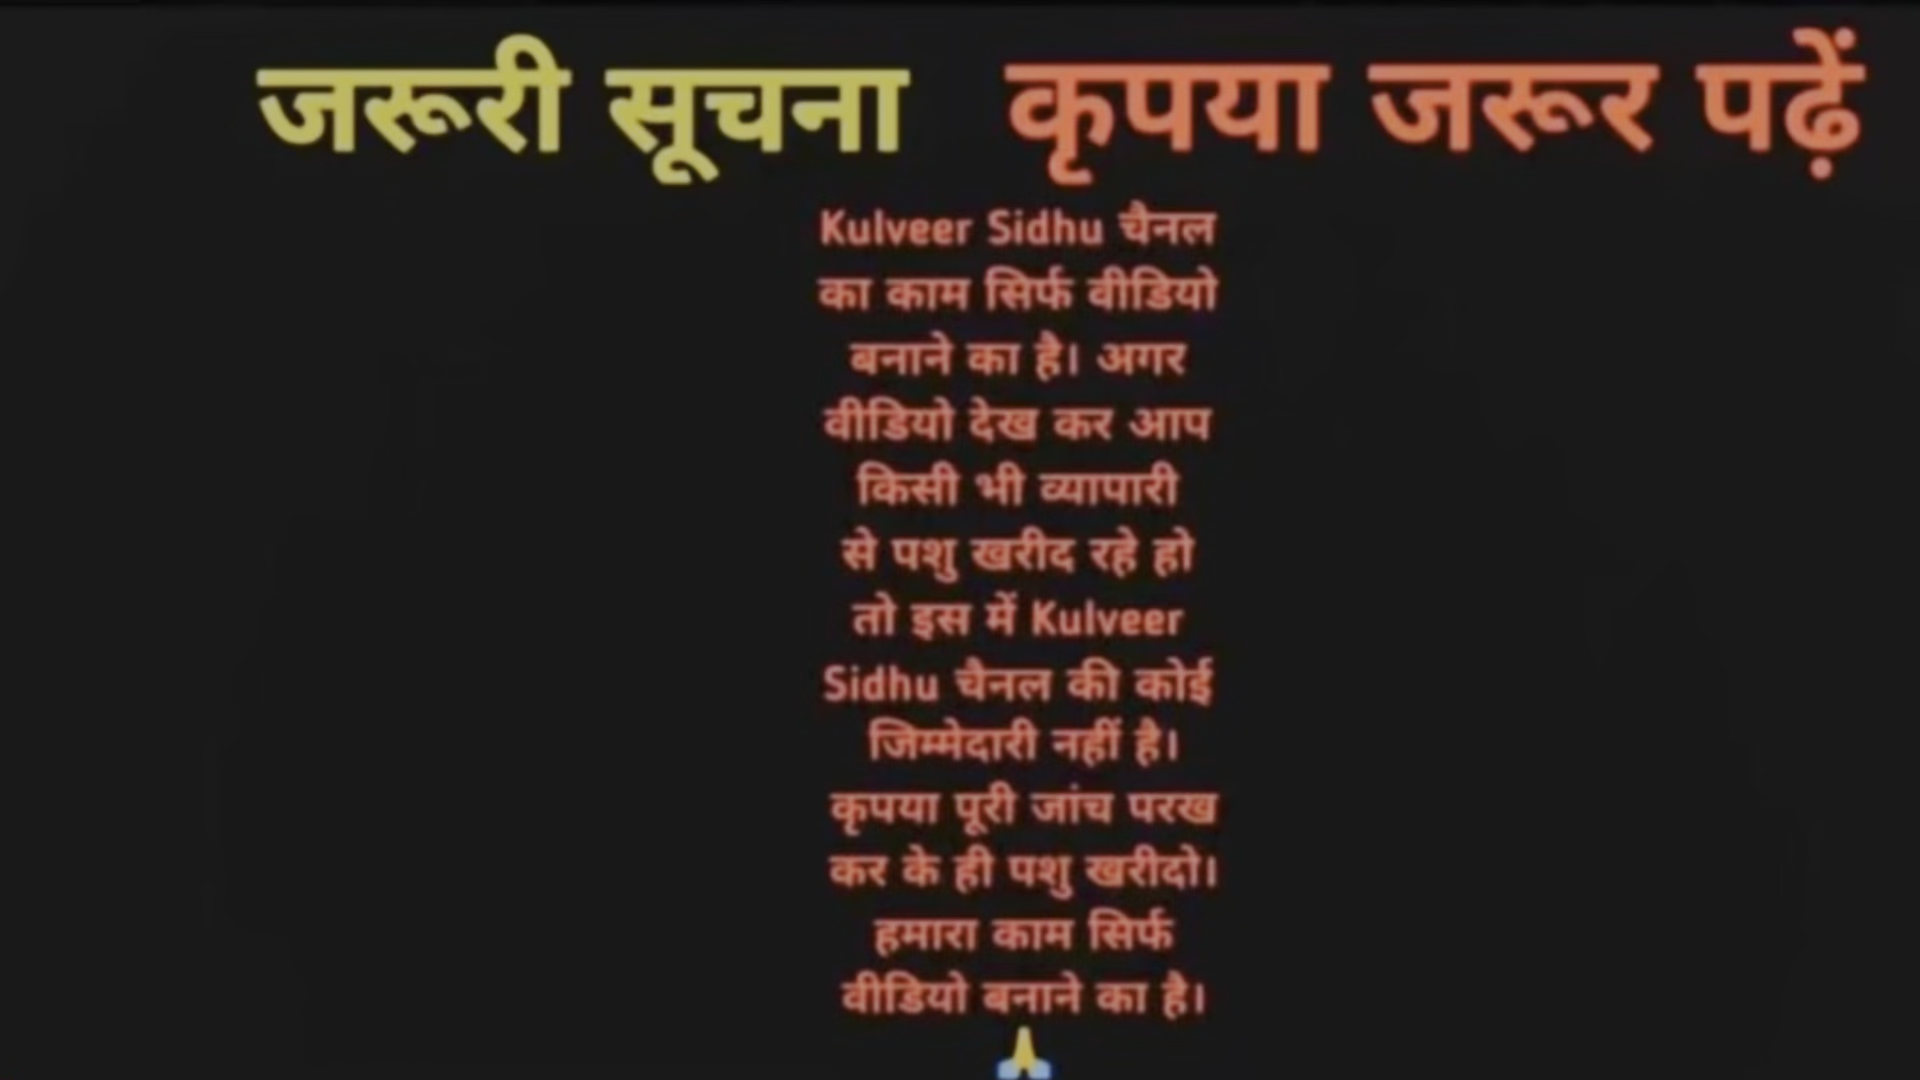 जरूरी सूचना कृपया जरूर पढ़ें
Kulveer Sidhu चैनल
का काम सिर्फ वीडियो
बनाने का है। अगर
वीडियो देख कर आप
किसी भी व्यापारी
से पशु खरीद रहे हो
तो इस में Kulveer
Sidhu चैनल की कोई
जिम्मेदारी नहीं है।
कृपया पूरी जांच परख
कर के ही पशु खरीदो।
हमारा काम सिर्फ
वीडियो बनाने का है।
🙏